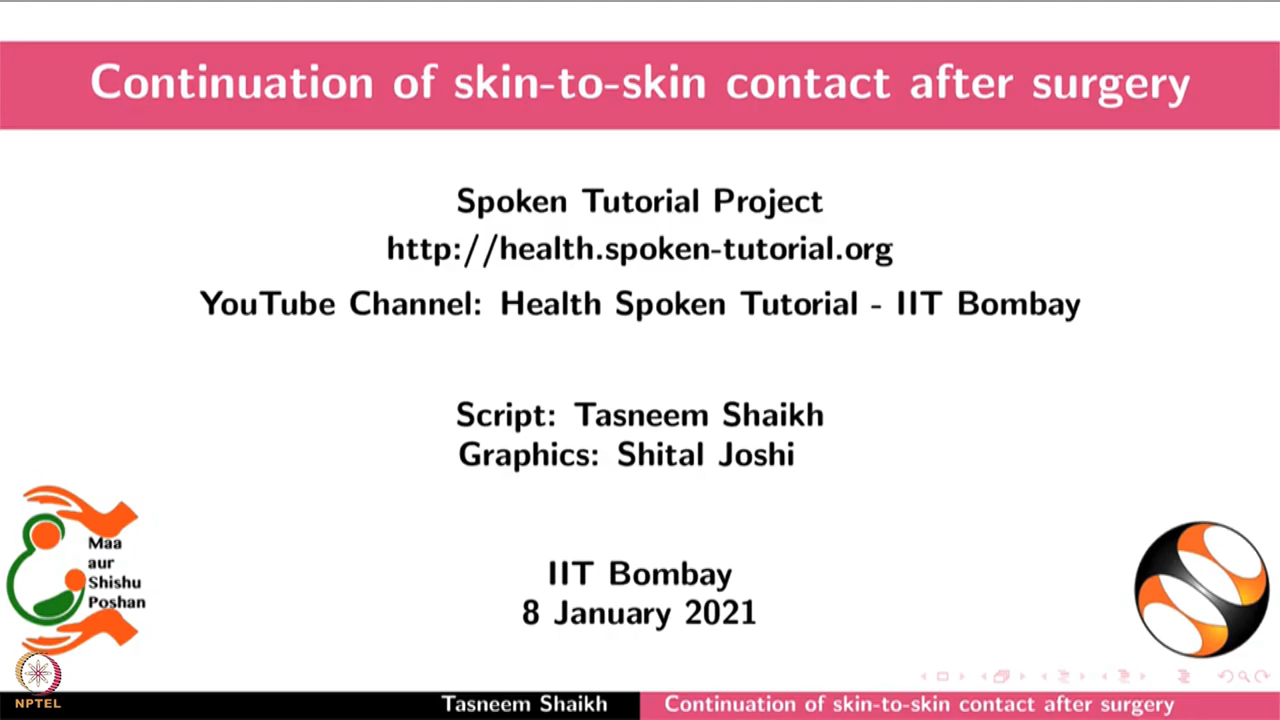 Continuation of skin-to-skin contact after surgery
Spoken Tutorial Project
http://health.spoken-tutorial.org
YouTube Channel: Health Spoken Tutorial - IIT Bombay
Script: Tasneem Shaikh
Graphics: Shital Joshi
Maa
aur
Shishu
Poshan
IIT Bombay
8 January 2021
NPTEL
Tasneem Shaikh
Continuation of skin-to-skin contact after surgery